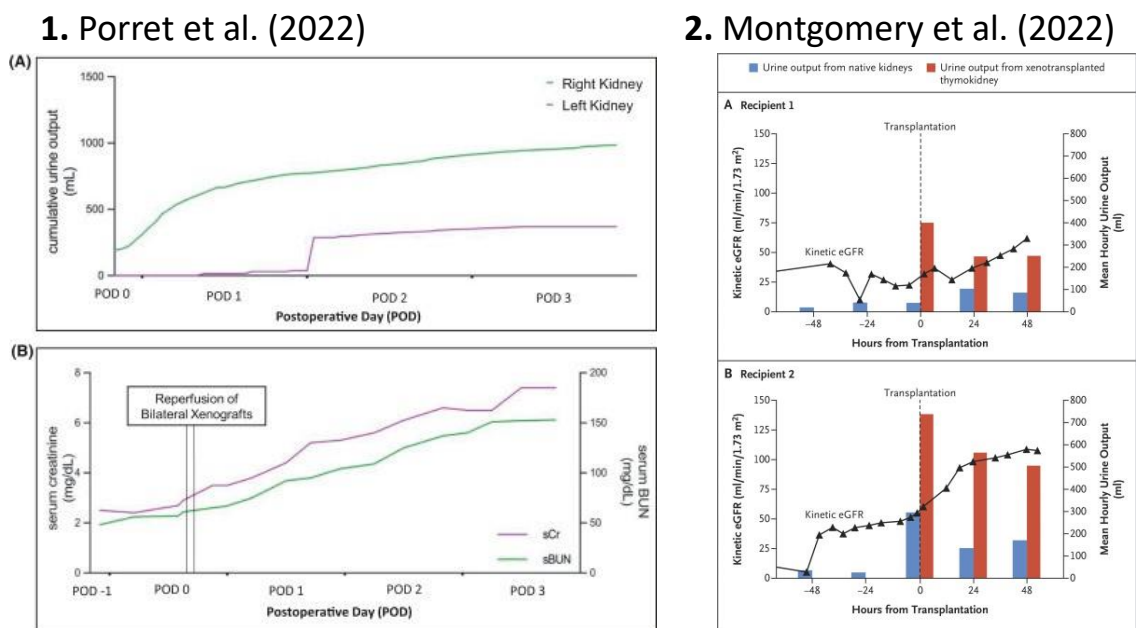 1. Porret et al. (2022)
(A)
1500
1000
500
0
cumulative urine output
(mL)
Right Kidney
Left Kidney
POD 0
POD 1
POD 2
POD 3
Postoperative Day (POD)
(B)
8
6
4
2
0
serum creatinine
mg/dL
Reperfusion of
Bilateral Xenografts
200
150
100
50
0
serum BUN
(mg/dL)
sCr
sBUN
POD -1
POD 0
POD 1
POD 2
POD 3
Postoperative Day (POD)
2. Montgomery et al. (2022)
Urine output from native kidneys
Urine output from xenotransplanted
thymokidney
A Recipient 1
Transplantation
150
125
100
75
50
25
0
Kinetic eGFR (ml/min/1.73 m²)
Kinetic eGFR
800
700
600
500
400
300
200
100
0
Mean Hourly Urine Output
(ml)
−48
−24
0
24
48
Hours from Transplantation
B Recipient 2
Transplantation
150
125
100
75
50
25
0
Kinetic eGFR (ml/min/1.73 m²)
Kinetic eGFR
800
700
600
500
400
300
200
100
0
Mean Hourly Urine Output
(ml)
−48
−24
0
24
48
Hours from Transplantation